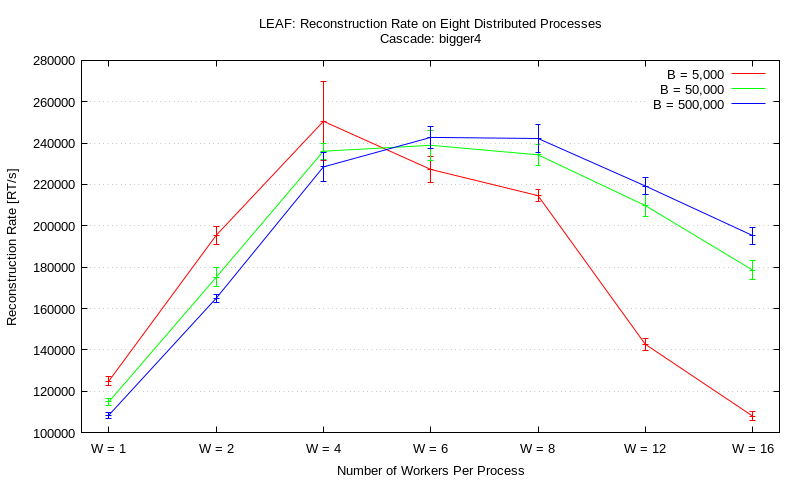 LEAF: Reconstruction Rate on Eight Distributed Processes
Cascade: bigger4
B = 5,000
B = 50,000
B = 500,000
Reconstruction Rate [RT/s]
280000
260000
240000
220000
200000
180000
160000
140000
120000
100000
W = 1 W = 2 W = 4 W = 6 W = 8 W = 12 W = 16
Number of Workers Per Process